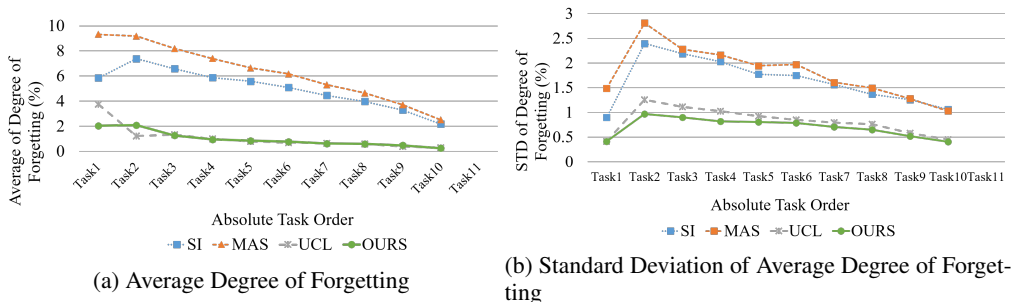 Average of Degree of
Forgetting (%)
10
8
6
4
2
0
Task1 Task2 Task3 Task4 Task5 Task6 Task7 Task8 Task9 Task10 Task11
Absolute Task Order
SI MAS UCL OURS
(a) Average Degree of Forgetting
STD of Degree of
Forgetting (%)
3
2.5
2
1.5
1
0.5
0
Task1 Task2 Task3 Task4 Task5 Task6 Task7 Task8 Task9 Task10Task11
Absolute Task Order
SI MAS UCL OURS
(b) Standard Deviation of Average Degree of Forget-
ting